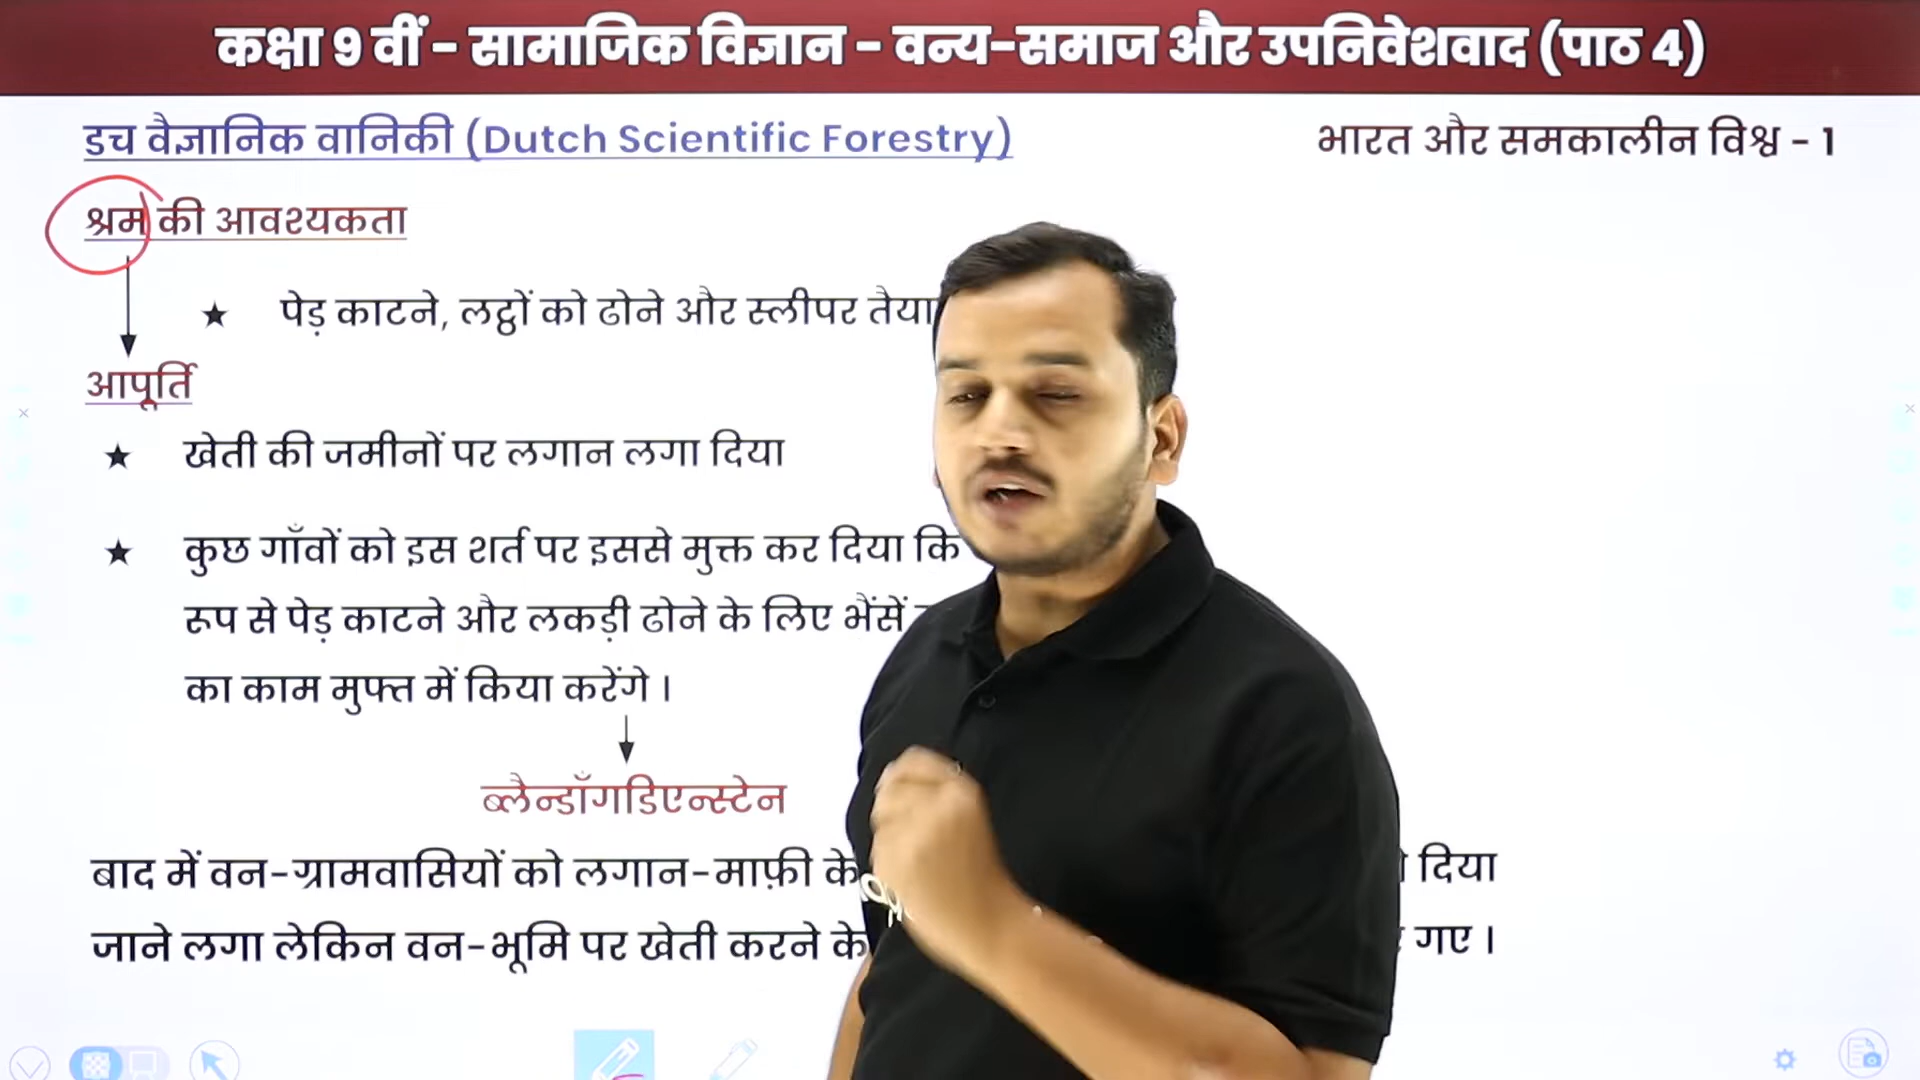 कक्षा 9 वीं - सामाजिक विज्ञान - वन्य-समाज और उपनिवेशवाद (पाठ 4)
डच वैज्ञानिक वानिकी (Dutch Scientific Forestry)
भारत और समकालीन विश्व - 1
श्रम की आवश्यकता
★ पेड़ काटने, लट्ठों को ढोने और स्लीपर
आपूर्ति
★ खेती की जमीनों पर लगान लगा दिया
★ कुछ गाँवों को इस शर्त पर इससे मुक्त कर दिया कि
रूप से पेड़ काटने और लकड़ी ढोने के लिए भैंसें
का काम मुफ्त में किया करेंगे ।
ब्लैन्डाँगडिएन्स्टेन
बाद में वन-ग्रामवासियों को लगान-माफ़ी के दिया
जाने लगा लेकिन वन-भूमि पर खेती करने के गए ।